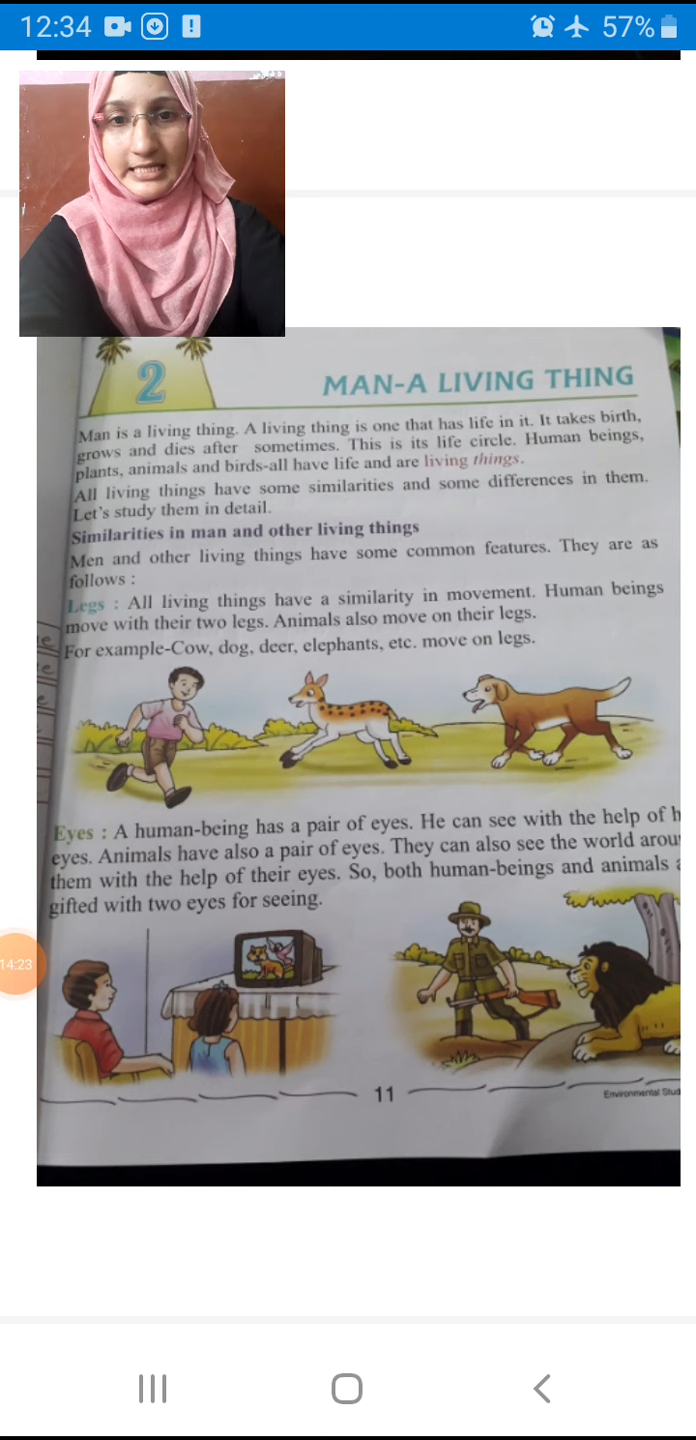 12:34
57%
2
MAN-A LIVING THING
Man is a living thing. A living thing is one that has life in it. It takes birth,
grows and dies after sometimes. This is its life circle. Human beings,
plants, animals and birds-all have life and are living things.
All living things have some similarities and some differences in them.
Let's study them in detail.
Similarities in man and other living things
Men and other living things have some common features. They are as
follows :
Legs : All living things have a similarity in movement. Human beings
move with their two legs. Animals also move on their legs.
For example-Cow, dog, deer, elephants, etc. move on legs.
Eyes : A human-being has a pair of eyes. He can see with the help of h
eyes. Animals have also a pair of eyes. They can also see the world arou
them with the help of their eyes. So, both human-beings and animals a
gifted with two eyes for seeing.
14:23
11
Environmental Stud